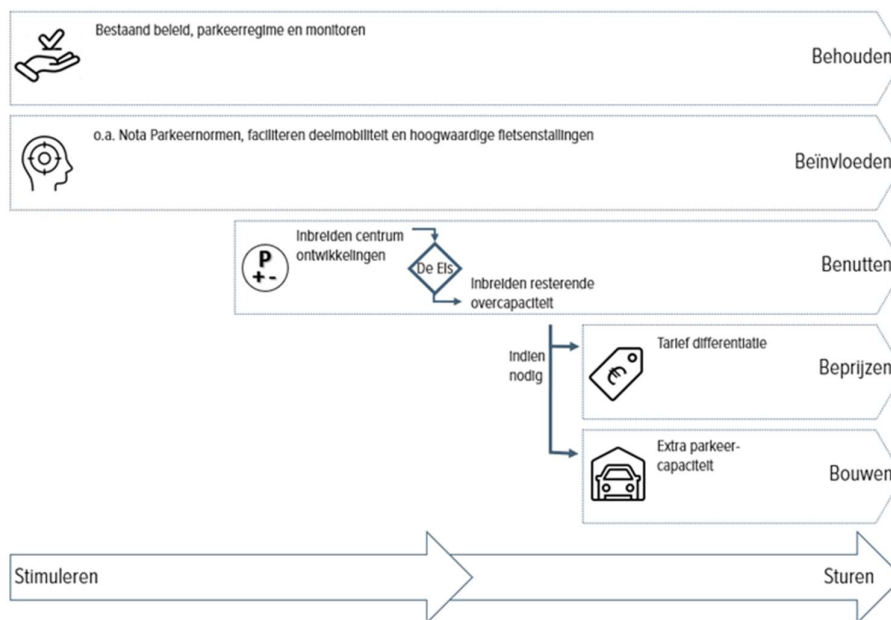 Bestaand beleid, parkeerregime en monitoren
Behouden
o.a. Nota Parkeernormen, faciliteren deelmobiliteit en hoogwaardige fietsenstallingen
Beïnvloeden
P
+ -
Inbreiden centrum
ontwikkelingen
De Els
Inbreiden resterende
overcapaciteit
Benutten
Indien
nodig
€
Tarief differentiatie
Beprijzen
Extra parkeer-
capaciteit
Bouwen
Stimuleren
Sturen